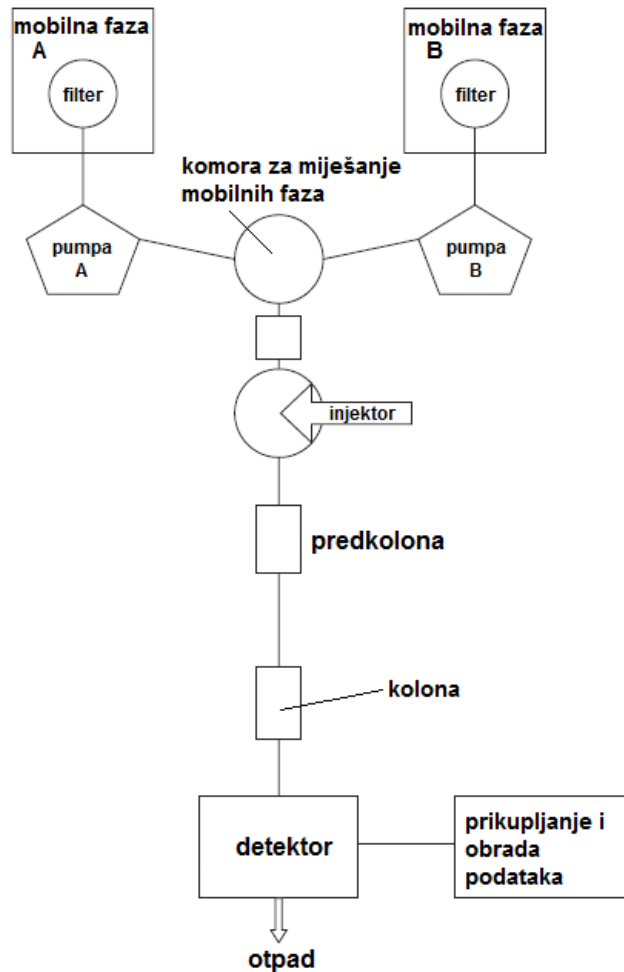 mobilna faza
A
filter
mobilna faza
B
filter
komora za miješanje
mobilnih faza
pumpa
A
pumpa
B
injektor
predkolona
kolona
detektor
prikupljanje i
obrada
podataka
otpad